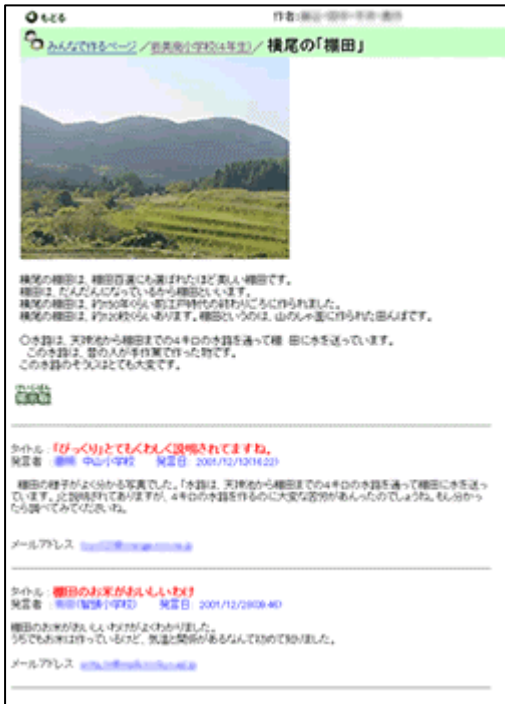 もどる 作者:
みんなで作るページ/岩美南小学校(4年生)/ 横尾の「棚田」
横尾の棚田は、棚田百選にも選ばれたほど美しい棚田です。
棚田は、だんだんになっているから棚田といいます。
横尾の棚田は、約150年くらい前江戸時代の終わりごろに作られました。
横尾の棚田は、約120枚くらいあります。棚田というのは、山のしゃ面に作られた田んぼです。
○水路は、天神池から棚田までの4キロの水路を通って棚 田に水を送っています。
この水路は、昔の人が手作業で作った物です。
この水路のそうじはとても大変です。
けいじばん
掲示板
タイトル:「びっくり」とてもくわしく説明されてますね。
発言者: 中山小学校 発言日: 2001/12/12(16:22)
棚田の様子がよく分かる写真でした。「水路は、天神池から棚田までの4キロの水路を通って棚田に水を送っ
ています。」と説明されてありますが、4キロの水路を作るのに大変な苦労があんったのでしょうね。もし分かっ
たら調べてみてくださいね。
メールアドレス
タイトル:棚田のお米がおいしいわけ
発言者: (智頭小学校) 発言日: 2001/12/20
棚田のお米がおいしいわけがよくわかりました。
うちでもお米は作っているけど、気温と関係があるなんて初めて知りました。
メールアドレス